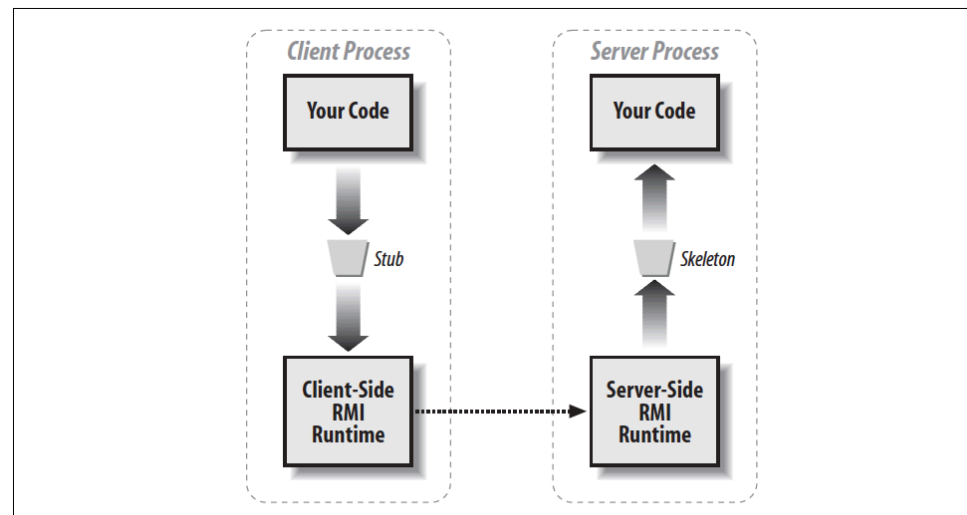 Client Process
Your Code
Stub
Client-Side
RMI
Runtime
Server Process
Your Code
Skeleton
Server-Side
RMI
Runtime